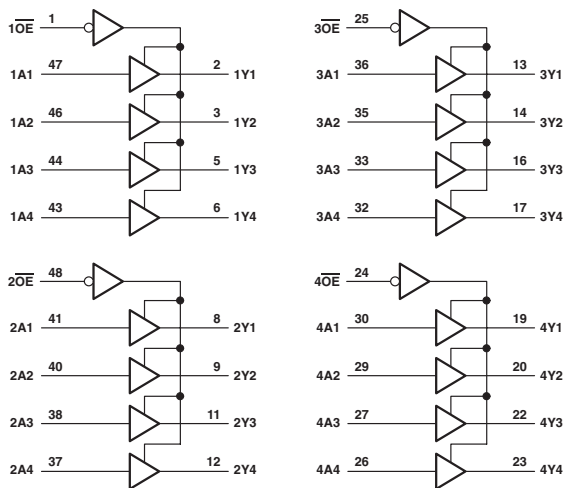 1OE 1
1A1 47 2 1Y1
1A2 46 3 1Y2
1A3 44 5 1Y3
1A4 43 6 1Y4
3OE 25
3A1 36 13 3Y1
3A2 35 14 3Y2
3A3 33 16 3Y3
3A4 32 17 3Y4
2OE 48
2A1 41 8 2Y1
2A2 40 9 2Y2
2A3 38 11 2Y3
2A4 37 12 2Y4
4OE 24
4A1 30 19 4Y1
4A2 29 20 4Y2
4A3 27 22 4Y3
4A4 26 23 4Y4